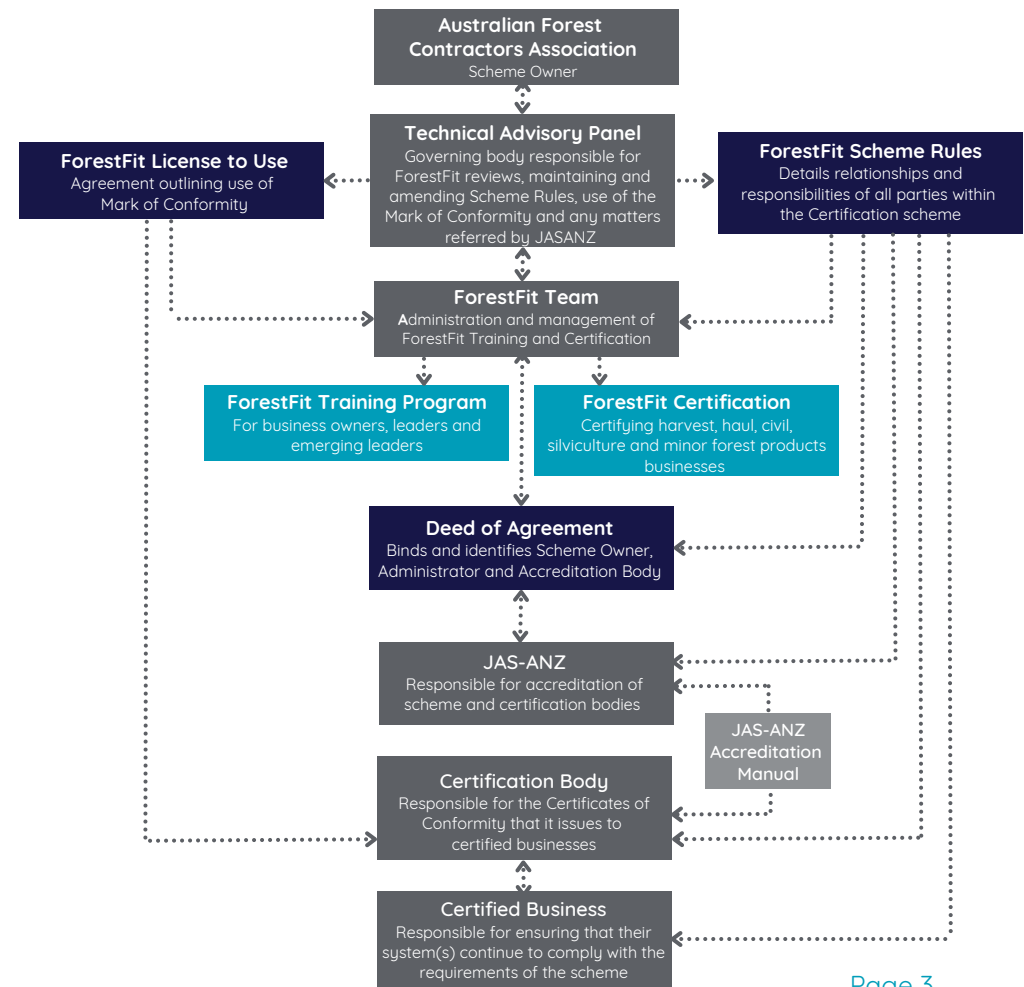 Australian Forest
Contractors Association
Scheme Owner
Technical Advisory Panel
Governing body responsible for
ForestFit reviews, maintaining and
amending Scheme Rules, use of the
Mark of Conformity and any matters
referred by JASANZ
ForestFit License to Use
Agreement outlining use of
Mark of Conformity
ForestFit Scheme Rules
Details relationships and
responsibilities of all parties within
the Certification scheme
ForestFit Team
Administration and management of
ForestFit Training and Certification
ForestFit Training Program
For business owners, leaders and
emerging leaders
ForestFit Certification
Certifying harvest, haul, civil,
silviculture and minor forest products
businesses
Deed of Agreement
Binds and identifies Scheme Owner,
Administrator and Accreditation Body
JAS-ANZ
Responsible for accreditation of
scheme and certification bodies
JAS-ANZ
Accreditation
Manual
Certification Body
Responsible for the Certificates of
Conformity that it issues to
certified businesses
Certified Business
Responsible for ensuring that their
system(s) continue to comply with the
requirements of the scheme
Page 3